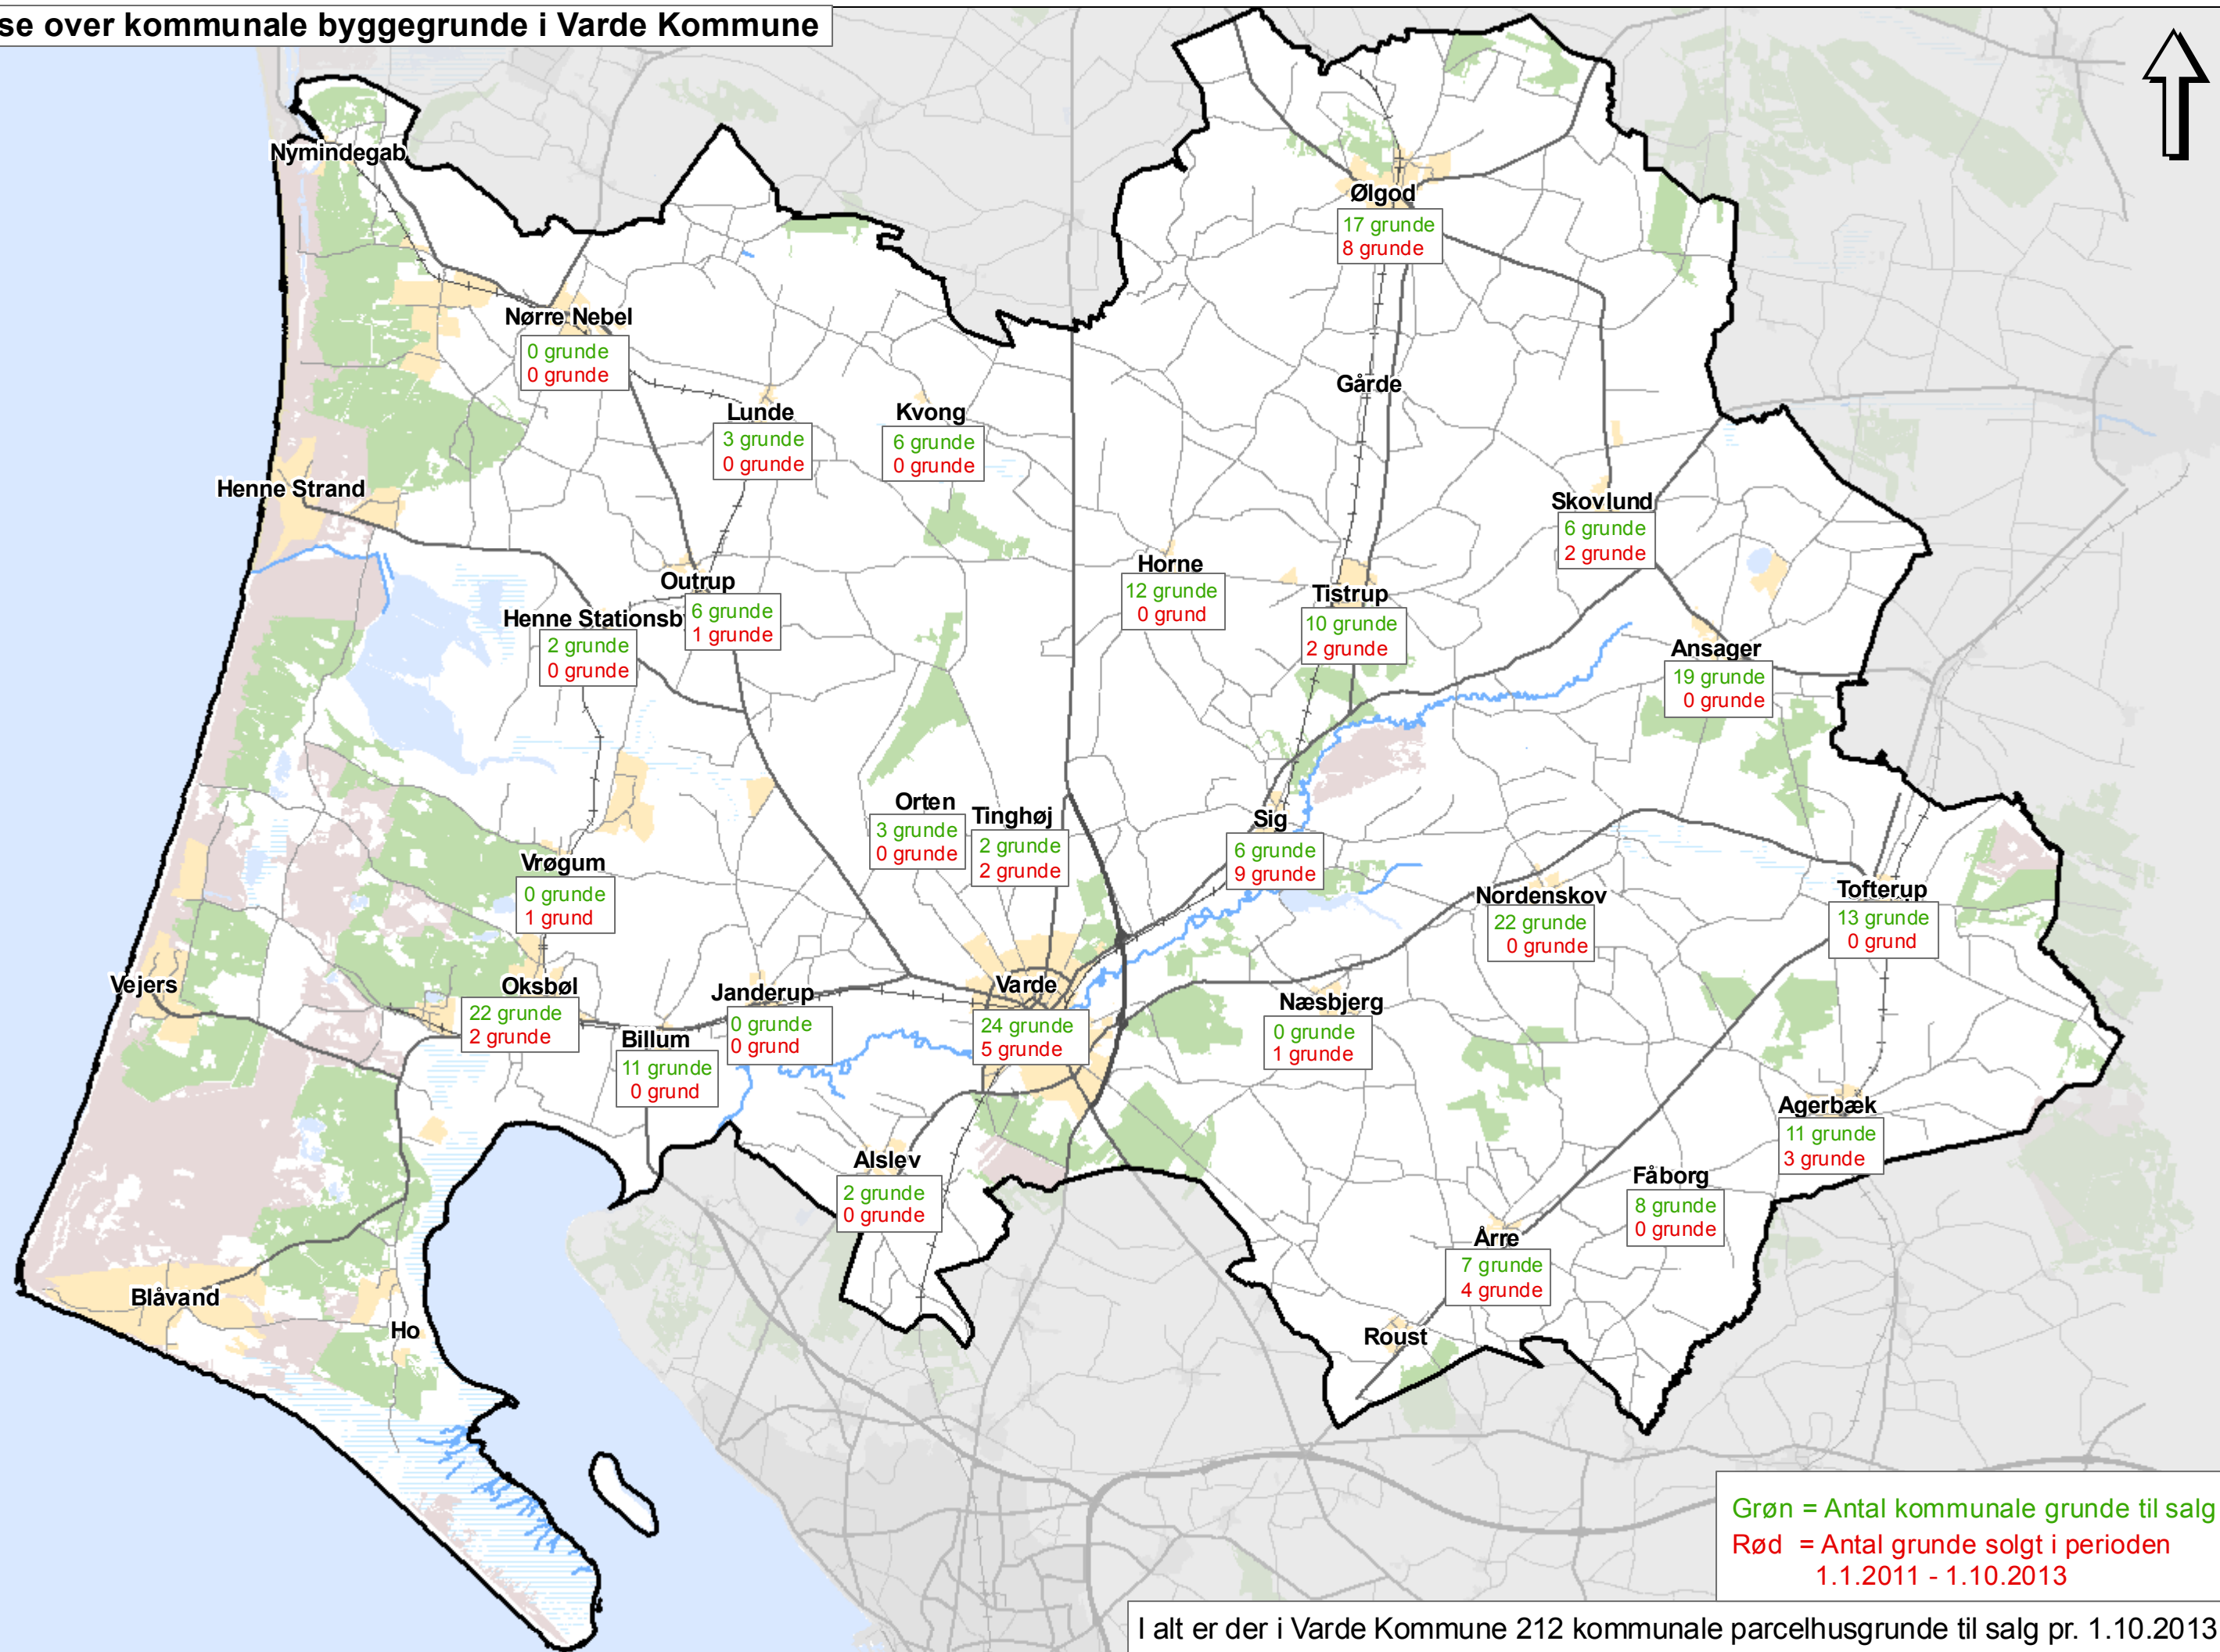 se over kommunale byggegrunde i Varde Kommune
Nymindegab
Ølgod
17 grunde
8 grunde
Nørre Nebel
0 grunde
0 grunde
Gårde
Lunde
3 grunde
0 grunde
Kvong
6 grunde
0 grunde
Henne Strand
Skovlund
6 grunde
2 grunde
Horne
12 grunde
0 grund
Outrup
6 grunde
1 grunde
Tistrup
10 grunde
2 grunde
Henne Stationsb
2 grunde
0 grunde
Ansager
19 grunde
0 grunde
Orten
3 grunde
0 grunde
Tinghøj
2 grunde
2 grunde
Sig
6 grunde
9 grunde
Vrøgum
0 grunde
1 grund
Nordenskov
22 grunde
0 grunde
Tofterup
13 grunde
0 grund
Vejers
Oksbøl
22 grunde
2 grunde
Janderup
0 grunde
0 grund
Varde
24 grunde
5 grunde
Næsbjerg
0 grunde
1 grunde
Billum
11 grunde
0 grund
Agerbæk
11 grunde
3 grunde
Alslev
2 grunde
0 grunde
Fåborg
8 grunde
0 grunde
Årre
7 grunde
4 grunde
Blåvand
Ho
Roust
Grøn = Antal kommunale grunde til salg
Rød = Antal grunde solgt i perioden
1.1.2011 - 1.10.2013
I alt er der i Varde Kommune 212 kommunale parcelhusgrunde til salg pr. 1.10.2013